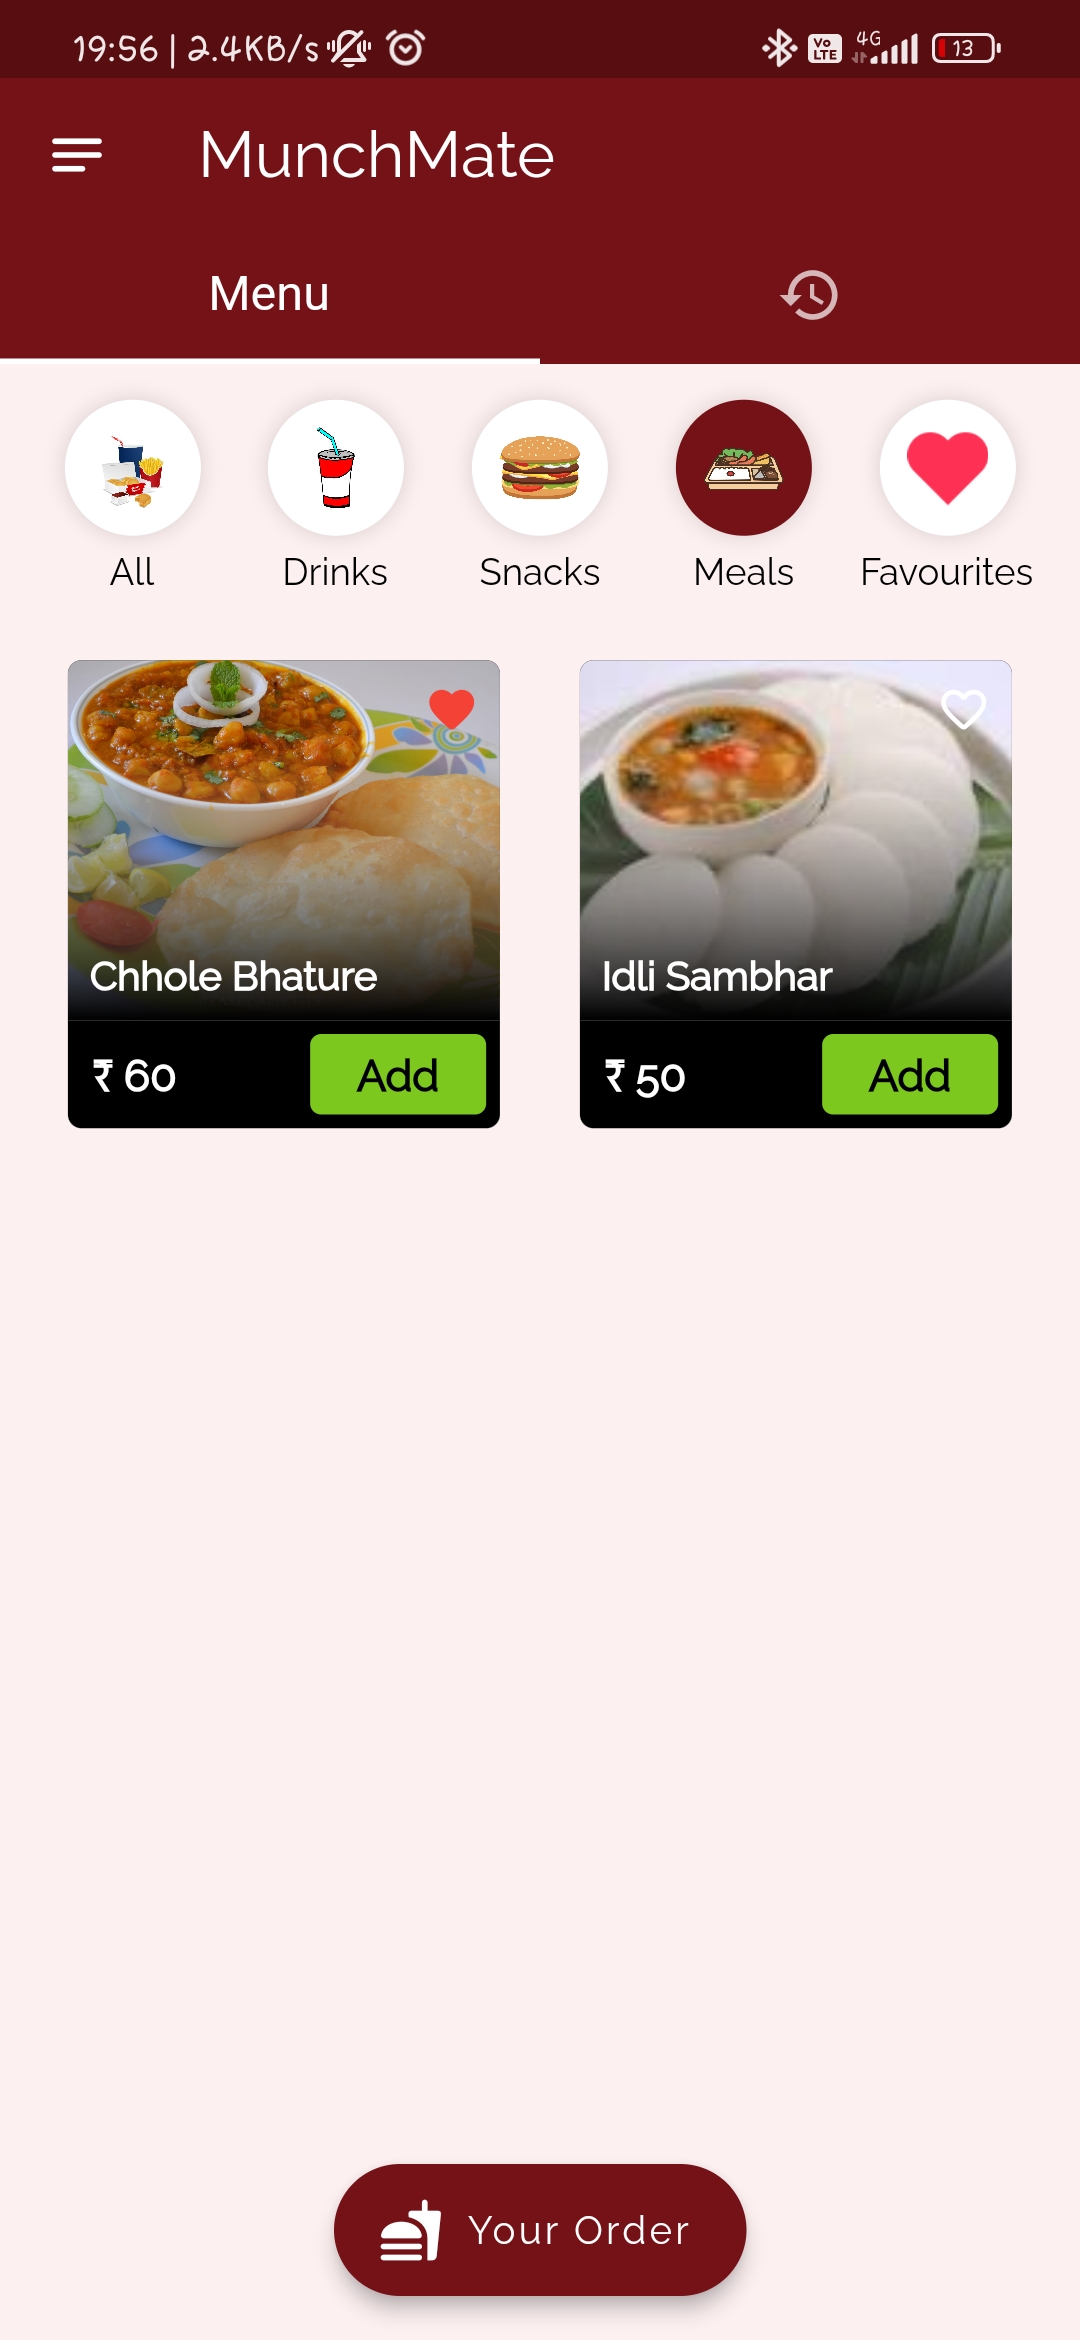 19:56 | 2.4KB/s Vo LTE 4G 13
MunchMate
Menu
All Drinks Snacks Meals Favourites
Chhole Bhature Idli Sambhar
₹ 60 Add ₹ 50 Add
Your Order